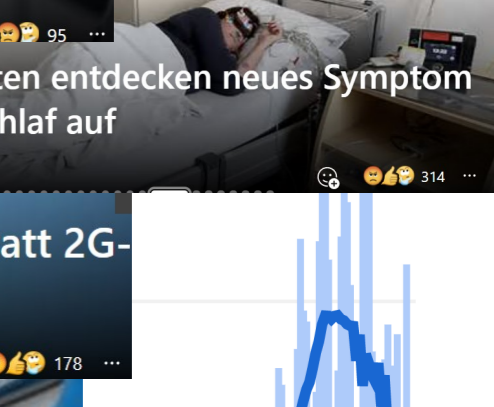 95 ...
ten entdecken neues Symptom
hlaf auf
314 ...
att 2G-
178 ...